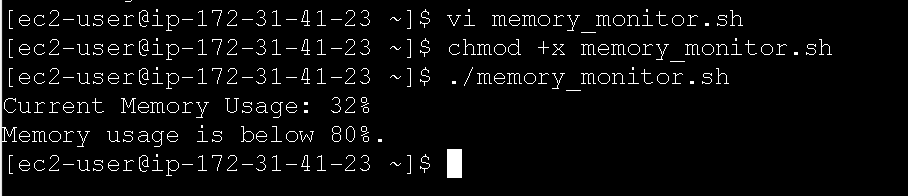 [ec2-user@ip-172-31-41-23 ~]$ vi memory_monitor.sh
[ec2-user@ip-172-31-41-23 ~]$ chmod +x memory_monitor.sh
[ec2-user@ip-172-31-41-23 ~]$ ./memory_monitor.sh
Current Memory Usage: 32%
Memory usage is below 80%.
[ec2-user@ip-172-31-41-23 ~]$